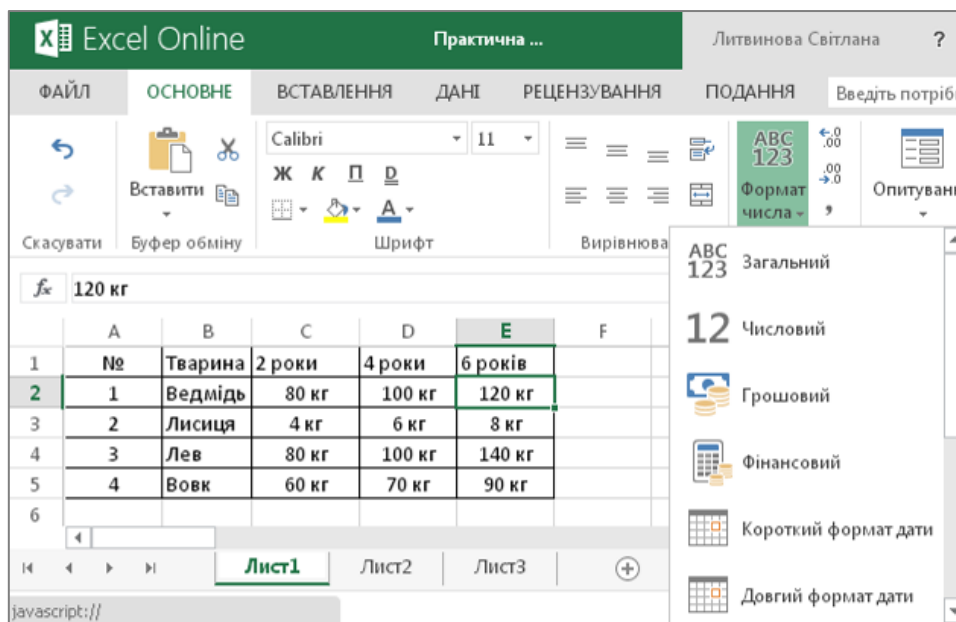 Excel Online Практична ... Литвинова Світлана ?
ФАЙЛ ОСНОВНЕ ВСТАВЛЕННЯ ДАНІ РЕЦЕНЗУВАННЯ ПОДАННЯ Введіть потріб
Calibri 11
Ж К П D
Вставити
ABC 123
Формат числа
Опитуван
Скасувати Буфер обміну Шрифт Вирівнюва
fx 120 кг
A B C D E F
1 № Тварина 2 роки 4 роки 6 років
2 1 Ведмідь 80 кг 100 кг 120 кг
3 2 Лисиця 4 кг 6 кг 8 кг
4 3 Лев 80 кг 100 кг 140 кг
5 4 Вовк 60 кг 70 кг 90 кг
6
Лист1 Лист2 Лист3
javascript://
ABC 123 Загальний
12 Числовий
Грошовий
Фінансовий
Короткий формат дати
Довгий формат дати